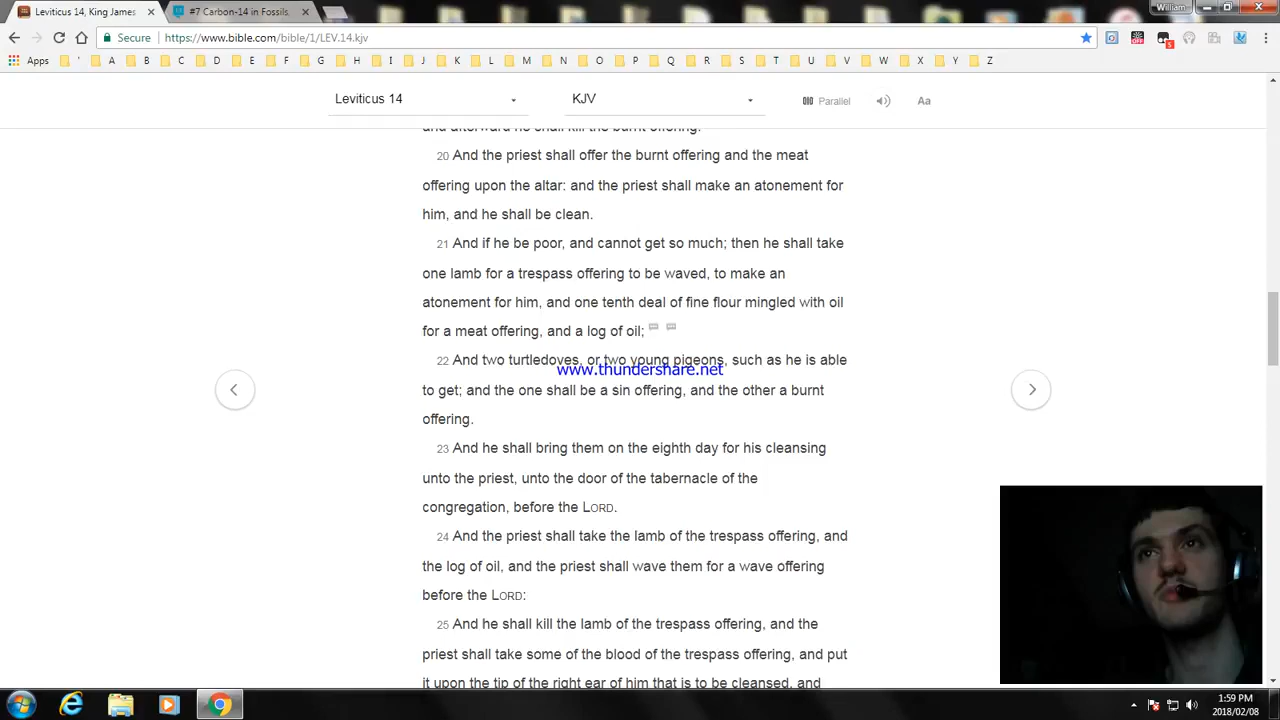 William
Leviticus 14, King James
#7 Carbon-14 in Fossils,
Secure
https://www.bible.com/bible/1/LEV.14.kjv
Apps ' A B C D E F G H I J K L M N O P Q R S T U V W X Y Z
Leviticus 14 KJV Parallel Aa
and afterward he shall kill the burnt offering.
20 And the priest shall offer the burnt offering and the meat
offering upon the altar: and the priest shall make an atonement for
him, and he shall be clean.
21 And if he be poor, and cannot get so much; then he shall take
one lamb for a trespass offering to be waved, to make an
atonement for him, and one tenth deal of fine flour mingled with oil
for a meat offering, and a log of oil;
22 And two turtledoves, or two young pigeons, such as he is able
www.thundershare.net
to get; and the one shall be a sin offering, and the other a burnt
offering.
23 And he shall bring them on the eighth day for his cleansing
unto the priest, unto the door of the tabernacle of the
congregation, before the LORD.
24 And the priest shall take the lamb of the trespass offering, and
the log of oil, and the priest shall wave them for a wave offering
before the LORD:
25 And he shall kill the lamb of the trespass offering, and the
priest shall take some of the blood of the trespass offering, and put
it upon the tip of the right ear of him that is to be cleansed, and
1:59 PM
2018/02/08